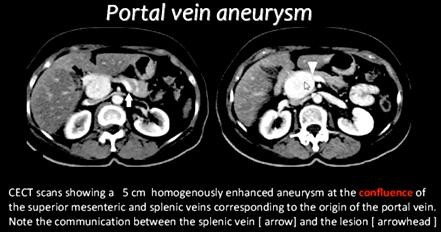 Portal vein aneurysm
CECT scans showing a 5 cm homogenously enhanced aneurysm at the confluence of
the superior mesenteric and splenic veins corresponding to the origin of the portal vein.
Note the communication between the splenic vein [ arrow] and the lesion [ arrowhead ]